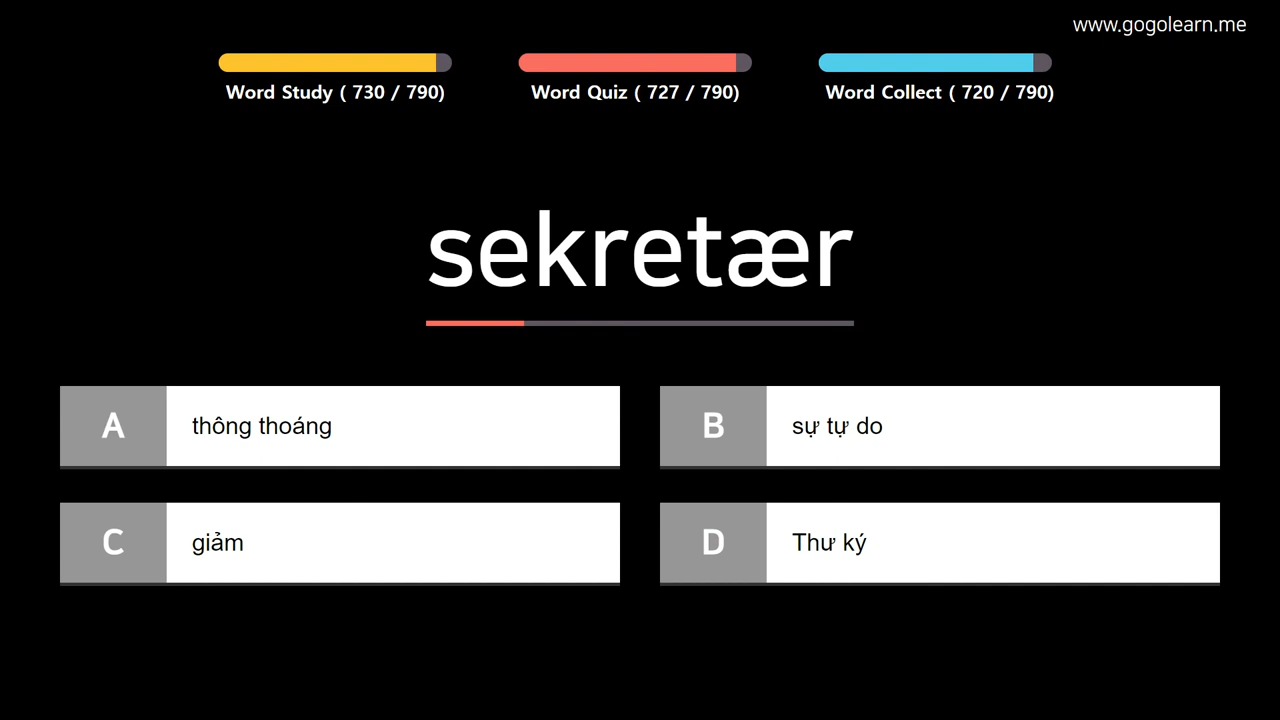 www.gogolearn.me
Word Study ( 730 / 790)
Word Quiz ( 727 / 790)
Word Collect ( 720 / 790)
sekretær
A
thông thoáng
B
sự tự do
C
giảm
D
Thư ký